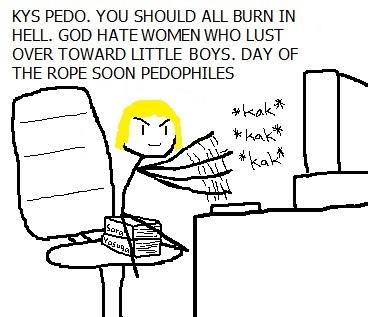 KYS PEDO. YOU SHOULD ALL BURN IN
HELL. GOD HATE WOMEN WHO LUST
OVER TOWARD LITTLE BOYS. DAY OF
THE ROPE SOON PEDOPHILES
*kak*
*kak*
*kak*
Sora
Yosuga